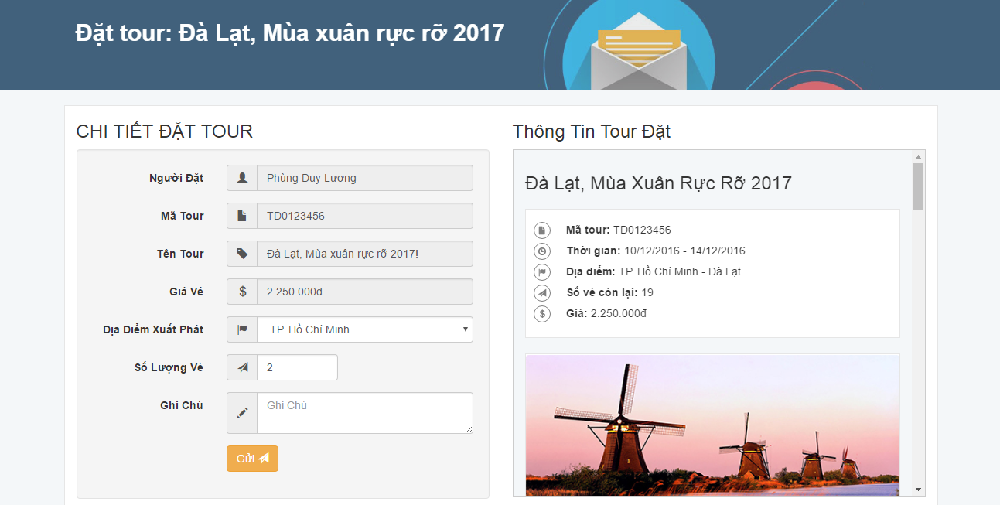 Đặt tour: Đà Lạt, Mùa xuân rực rỡ 2017
CHI TIẾT ĐẶT TOUR
Người Đặt Phùng Duy Lương
Mã Tour TD0123456
Tên Tour Đà Lạt, Mùa xuân rực rỡ 2017!
Giá Vé $ 2.250.000đ
Địa Điểm Xuất Phát TP. Hồ Chí Minh
Số Lượng Vé 2
Ghi Chú Ghi Chú
Gửi
Thông Tin Tour Đặt
Đà Lạt, Mùa Xuân Rực Rỡ 2017
Mã tour: TD0123456
Thời gian: 10/12/2016 - 14/12/2016
Địa điểm: TP. Hồ Chí Minh - Đà Lạt
Số vé còn lại: 19
$ Giá: 2.250.000đ